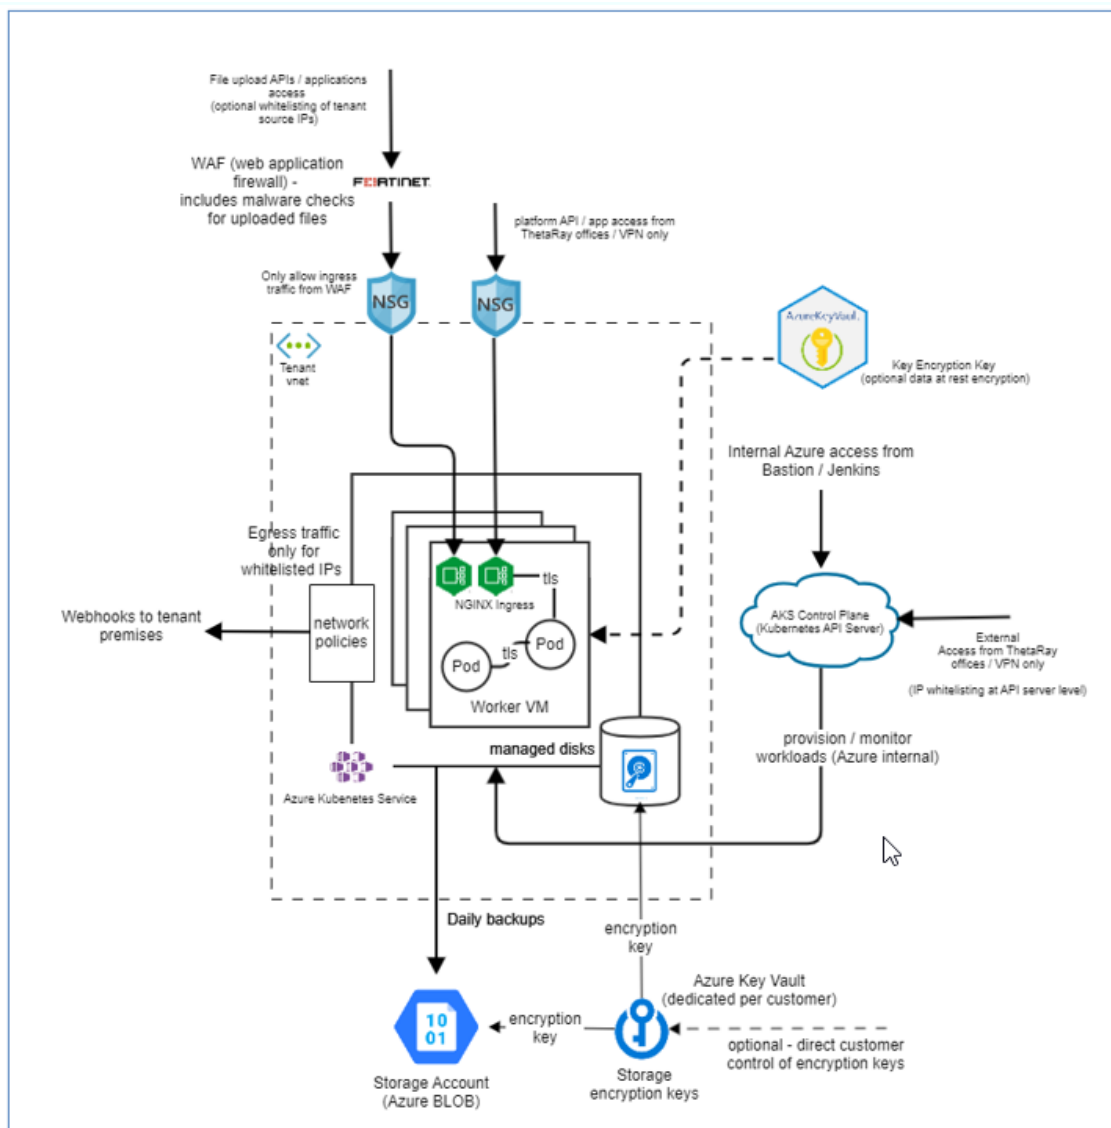 File upload APIs / applications
access
(optional whitelisting of tenant
source IPs)
WAF (web application
firewall) -
includes malware checks
for uploaded files
FORTINET
platform API / app access from
ThetaRay offices / VPN only
Only allow ingress
traffic from WAF
NSG
NSG
Tenant
vnet
AzureKeyVault
Key Encryption Key
(optional data at rest encryption)
Internal Azure access from
Bastion / Jenkins
Egress traffic
only for
whitelisted IPs
NGINX Ingress
tls
Webhooks to tenant
premises
network
policies
Pod
tls
Pod
Worker VM
AKS Control Plane
(Kubernetes API Server)
External
Access from ThetaRay
offices / VPN only
(IP whitelisting at API server level)
provision / monitor
workloads (Azure internal)
managed disks
Azure Kubenetes Service
Daily backups
encryption
key
Azure Key Vault
(dedicated per customer)
10
01
encryption
key
optional - direct customer
control of encryption keys
Storage Account
(Azure BLOB)
Storage
encryption keys